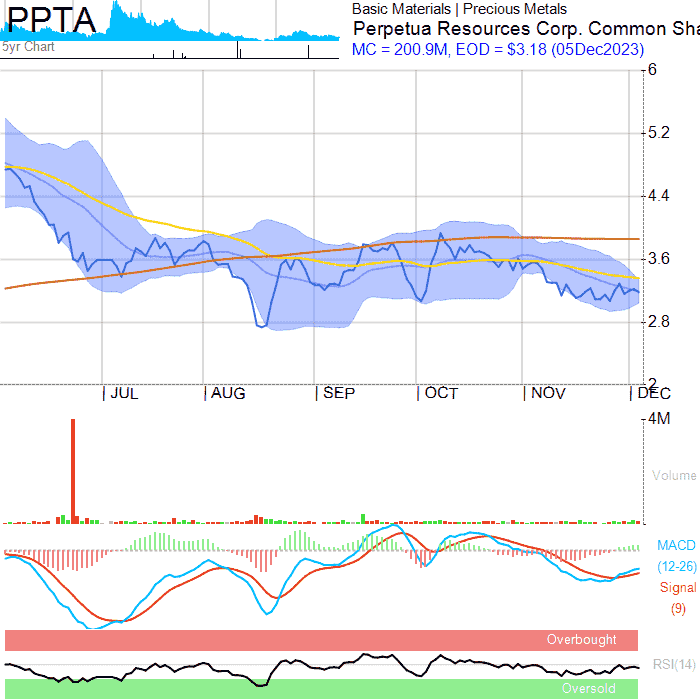 PPTA
5yr Chart
Basic Materials | Precious Metals
Perpetua Resources Corp. Common Sha
MC = 200.9M, EOD = $3.18 (05Dec2023)
6
5.2
4.4
3.6
2.8
2
JUL AUG SEP OCT NOV DEC
4M
Volume
MACD
(12-26)
Signal
(9)
Overbought
RSI(14)
Oversold